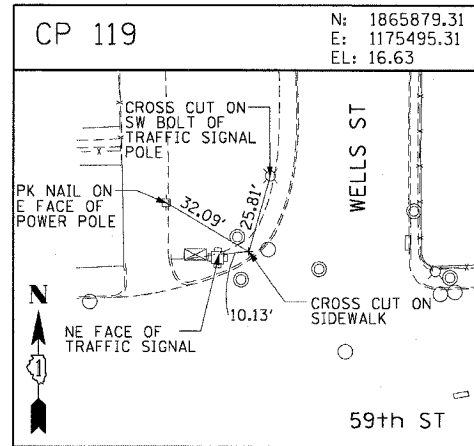 CP 119
N: 1865879.31
E: 1175495.31
EL: 16.63
CROSS CUT ON
SW BOLT OF
TRAFFIC SIGNAL
POLE
WELLS ST
PK NAIL ON
E FACE OF
POWER POLE
32.09'
25.81'
N
1
10.13'
CROSS CUT ON
SIDEWALK
NE FACE OF
TRAFFIC SIGNAL
59th ST